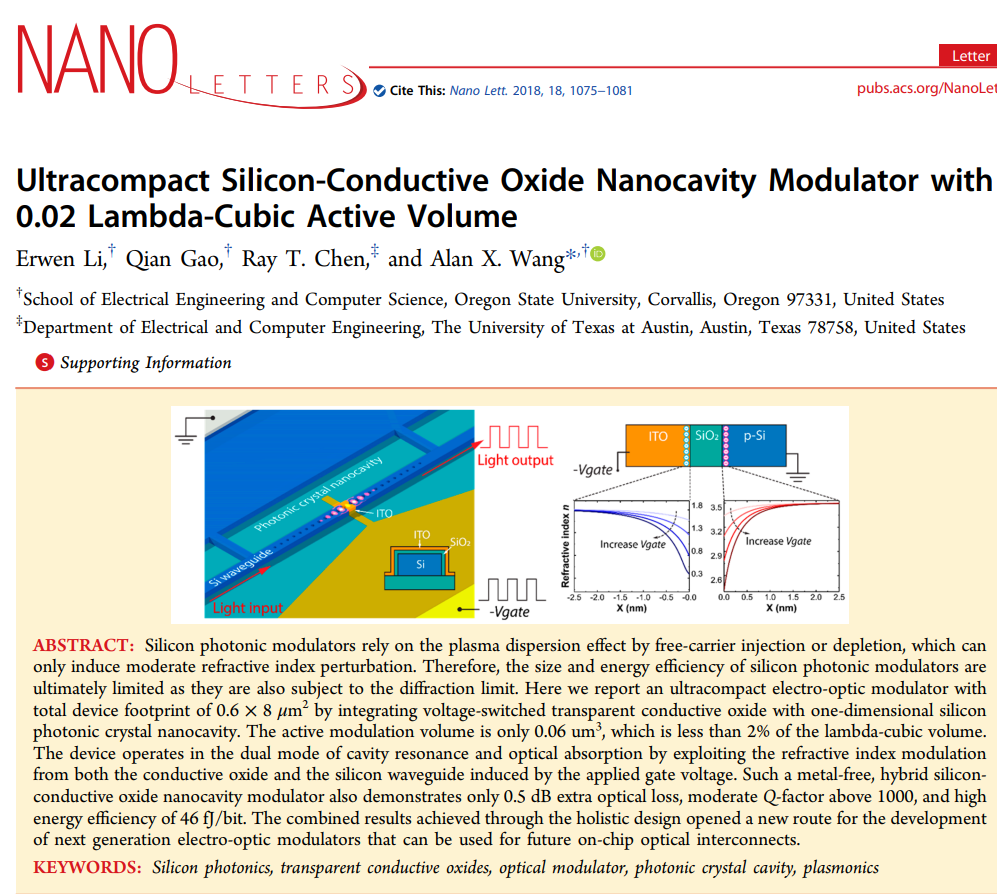 NANO LETTERS
Letter
Cite This: Nano Lett. 2018, 18, 1075−1081
pubs.acs.org/NanoLet
Ultracompact Silicon-Conductive Oxide Nanocavity Modulator with
0.02 Lambda-Cubic Active Volume
Erwen Li,† Qian Gao,† Ray T. Chen,‡ and Alan X. Wang*,† iD
†School of Electrical Engineering and Computer Science, Oregon State University, Corvallis, Oregon 97331, United States
‡Department of Electrical and Computer Engineering, The University of Texas at Austin, Austin, Texas 78758, United States
S Supporting Information
Photonic crystal nanocavity
ITO
Si waveguide
Light input
Light output
ITO
SiO₂
Si
-Vgate
ITO
SiO₂
p-Si
-Vgate
Refractive index n
1.8
1.3
0.8
0.3
Increase Vgate
-2.5 -2.0 -1.5 -1.0 -0.5 -0.0
X (nm)
3.5
3.2
2.9
2.6
Increase Vgate
0.0 0.5 1.0 1.5 2.0 2.5
X (nm)
ABSTRACT: Silicon photonic modulators rely on the plasma dispersion effect by free-carrier injection or depletion, which can
only induce moderate refractive index perturbation. Therefore, the size and energy efficiency of silicon photonic modulators are
ultimately limited as they are also subject to the diffraction limit. Here we report an ultracompact electro-optic modulator with
total device footprint of 0.6 × 8 μm² by integrating voltage-switched transparent conductive oxide with one-dimensional silicon
photonic crystal nanocavity. The active modulation volume is only 0.06 um³, which is less than 2% of the lambda-cubic volume.
The device operates in the dual mode of cavity resonance and optical absorption by exploiting the refractive index modulation
from both the conductive oxide and the silicon waveguide induced by the applied gate voltage. Such a metal-free, hybrid silicon-
conductive oxide nanocavity modulator also demonstrates only 0.5 dB extra optical loss, moderate Q-factor above 1000, and high
energy efficiency of 46 fJ/bit. The combined results achieved through the holistic design opened a new route for the development
of next generation electro-optic modulators that can be used for future on-chip optical interconnects.
KEYWORDS: Silicon photonics, transparent conductive oxides, optical modulator, photonic crystal cavity, plasmonics